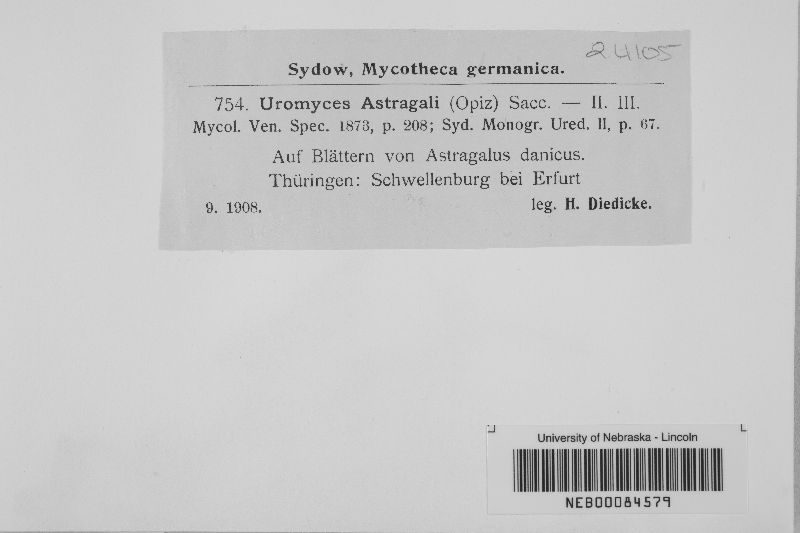 24105
Sydow, Mycotheca germanica.
754. Uromyces Astragali (Opiz) Sacc. — II. III.
Mycol. Ven. Spec. 1873, p. 208; Syd. Monogr. Ured. II, p. 67.
Auf Blättern von Astragalus danicus.
Thüringen: Schwellenburg bei Erfurt
9. 1908.     leg. H. Diedicke.
University of Nebraska - Lincoln
NEB00084579